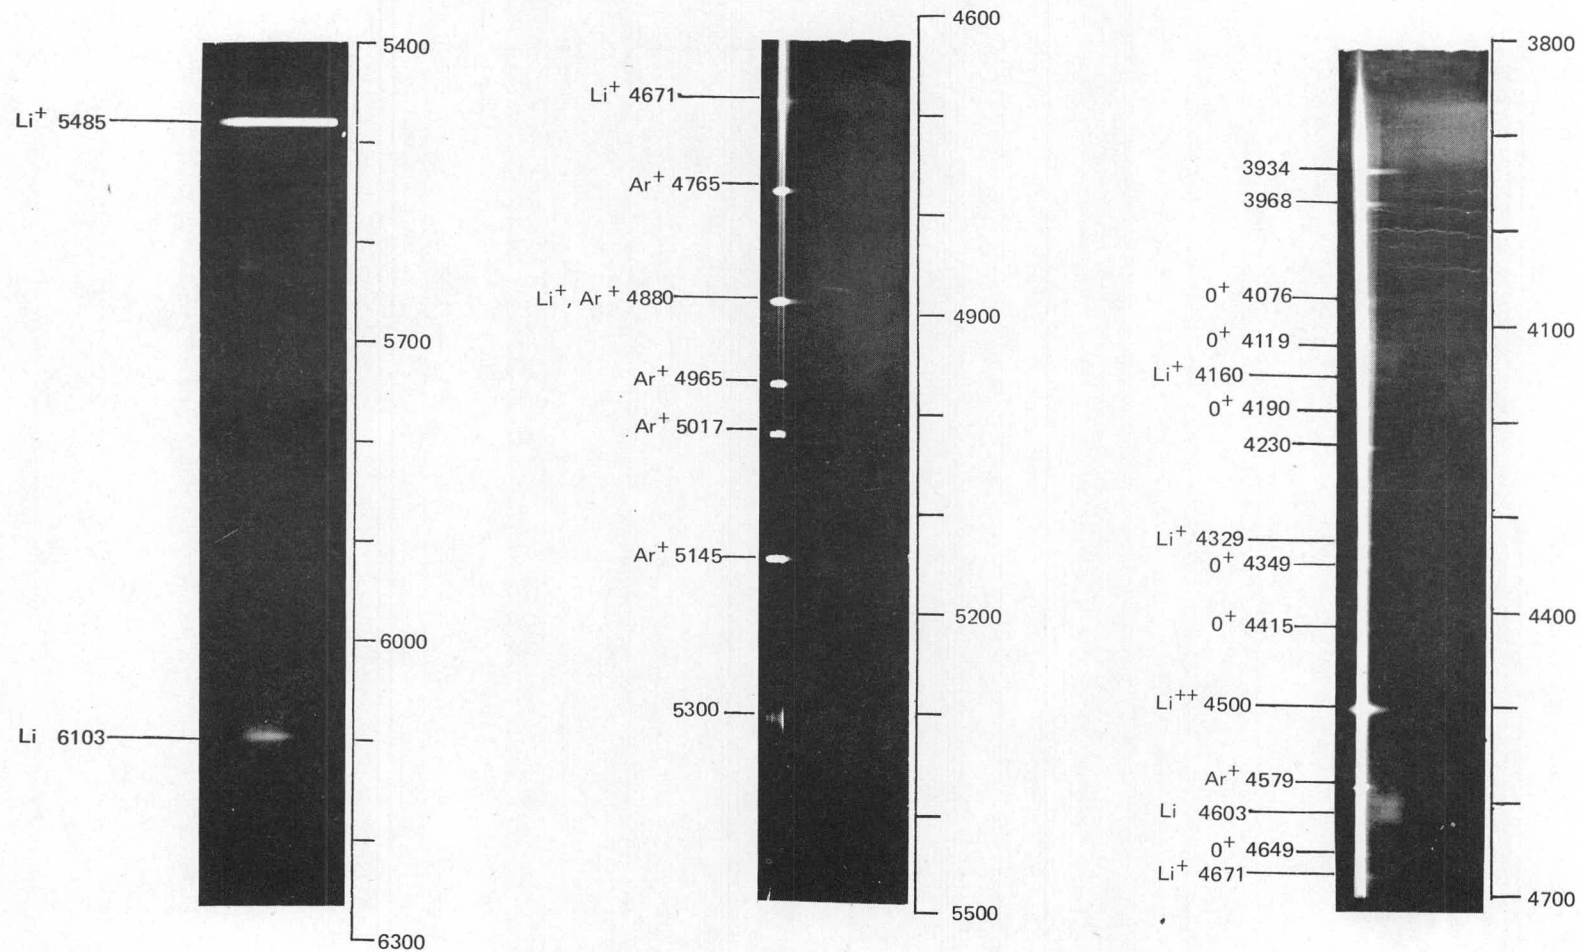 5400
Li+ 5485
5700
6000
Li 6103
6300
4600
Li+ 4671
Ar+ 4765
Li+, Ar+ 4880
4900
Ar+ 4965
Ar+ 5017
Ar+ 5145
5200
5300
5500
3800
3934
3968
O+ 4076
4100
O+ 4119
Li+ 4160
O+ 4190
4230
Li+ 4329
O+ 4349
4400
O+ 4415
Li++ 4500
Ar+ 4579
Li 4603
O+ 4649
Li+ 4671
4700